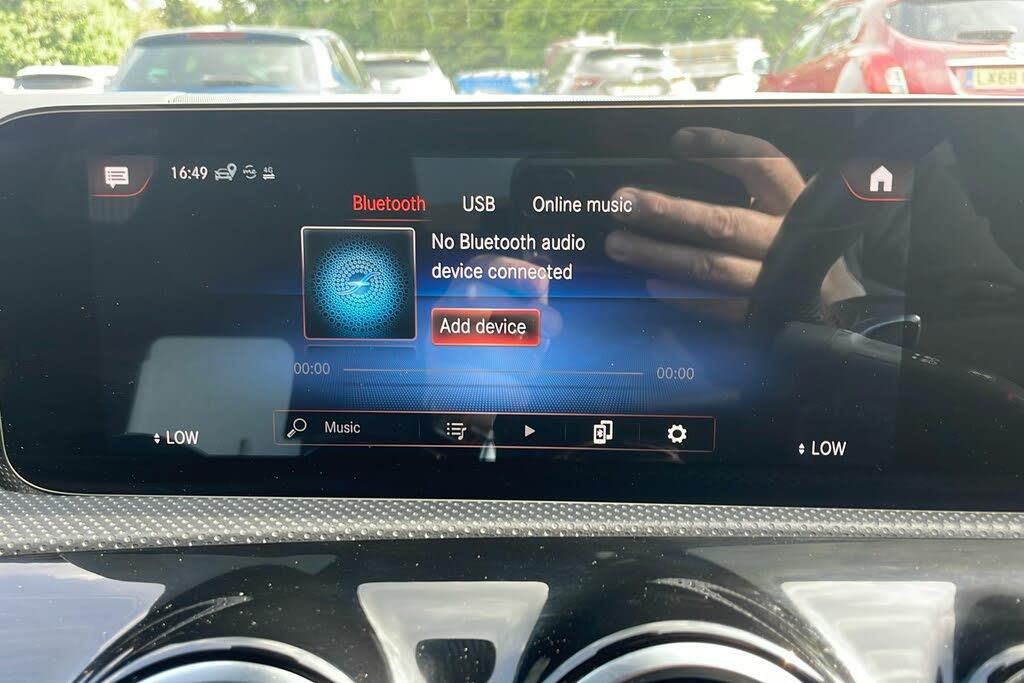 16:49 me 4G
Bluetooth USB Online music
No Bluetooth audio
device connected
Add device
00:00 00:00
Music
LOW LOW
LX68